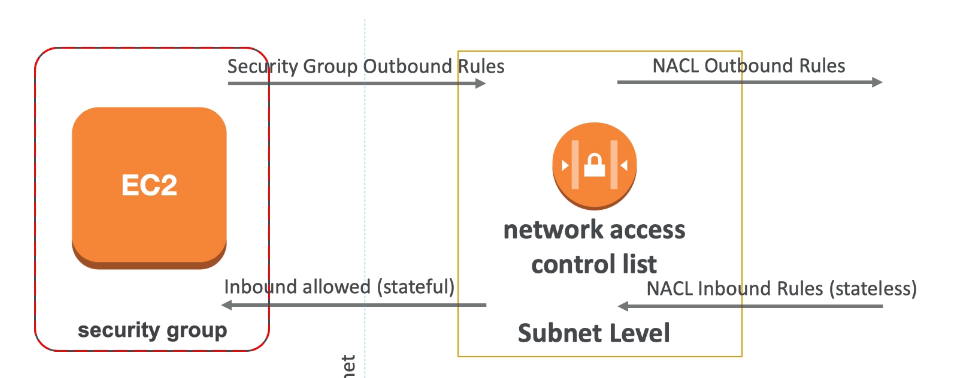 Security Group Outbound Rules
NACL Outbound Rules
EC2
network access
control list
Inbound allowed (stateful)
NACL Inbound Rules (stateless)
security group
Subnet Level
net